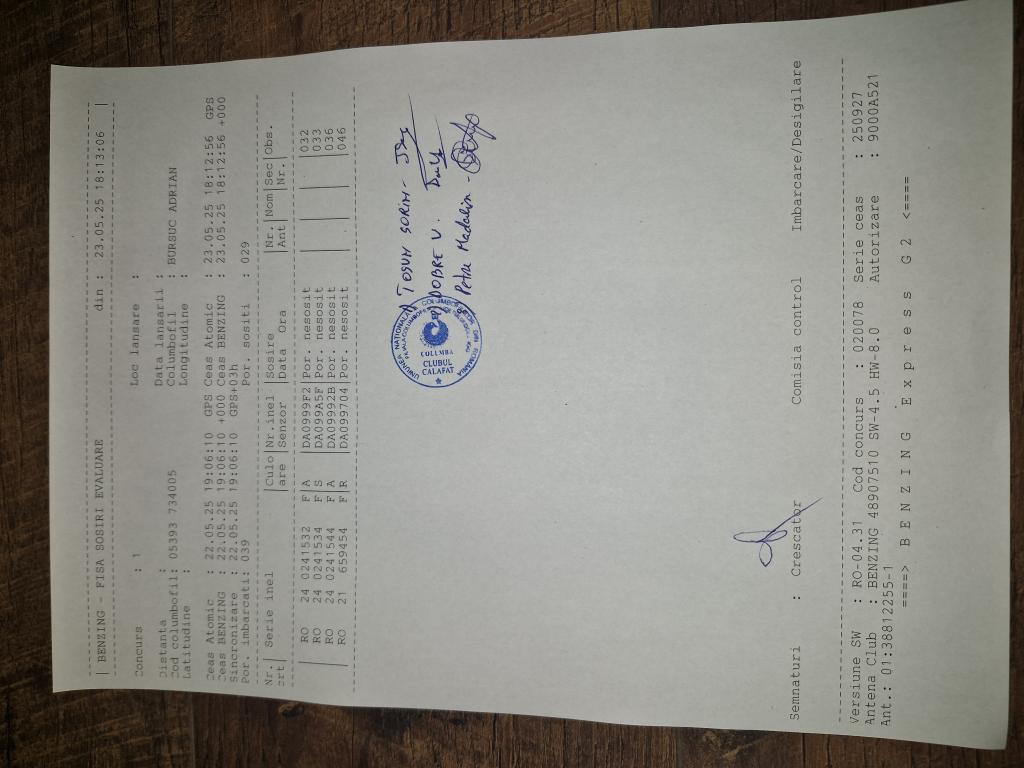 | BENZING - FISA SOSIRI EVALUARE din : 23.05.25 18:13:06 |
Concurs : 1 Loc lansare :
Distanta : Data lansarii :
Cod columbofil: 05393 734005 Columbofil : BURSUC ADRIAN
Latitudine : Longitudine :
Ceas Atomic : 22.05.25 19:06:10 GPS Ceas Atomic : 23.05.25 18:12:56 GPS
Ceas BENZING : 22.05.25 19:06:10 +000 Ceas BENZING : 23.05.25 18:12:56 +000
Sincronizare : 22.05.25 19:06:10 GPS+03h
Por. imbarcati: 039 Por. sositi : 029
Nr.| Serie inel |Culo|Nr.inel |Sosire |Nr.|Nom|Sec|Obs.
crt| |are |Senzor |Data Ora |Ant| |Nr.|
| RO 24 0241532 F|A |DA0999F2|Por. nesosit | | | |032
| RO 24 0241534 F|S |DA099A5F|Por. nesosit | | | |033
| RO 24 0241544 F|A |DA09992B|Por. nesosit | | | |036
| RO 21 659454 F|R |DA099704|Por. nesosit | | | |046
TOSUN SORIN -
DOBRE V.
Petre Madalin -
UNIUNEA NATIONALA A COLUMBOFILILOR DIN ROMANIA
COLUMBA
CLUBUL
CALAFAT
Semnaturi : Crescator Comisia control Imbarcare/Desigilare
Versiune SW : RO-04.31 Cod concurs : 0200778 Serie ceas : 250927
Antena Club : BENZING 48907510 SW-4.5 HW-8.0 Autorizare : 9000A521
Ant.: 01:38812255-1
====> B E N Z I N G E x p r e s s G 2 <====